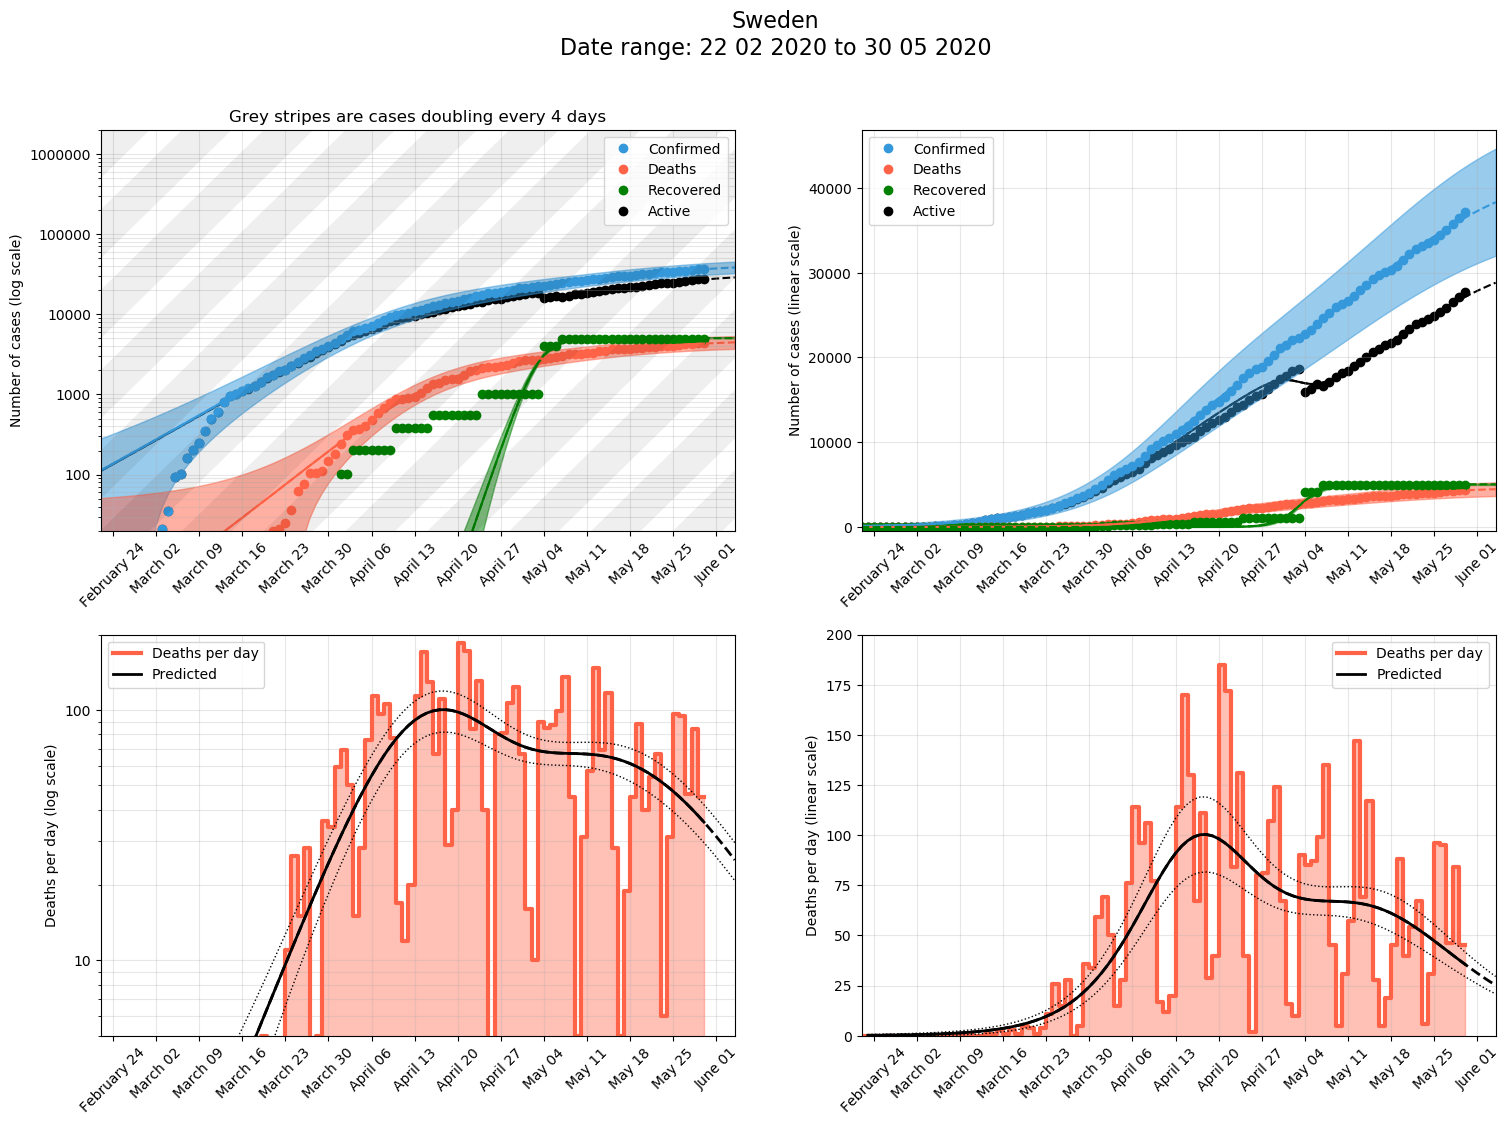 Sweden
Date range: 22 02 2020 to 30 05 2020
Grey stripes are cases doubling every 4 days
Number of cases (log scale)
1000000
100000
10000
1000
100
Confirmed
Deaths
Recovered
Active
February 24
March 02
March 09
March 16
March 23
March 30
April 06
April 13
April 20
April 27
May 04
May 11
May 18
May 25
June 01
Number of cases (linear scale)
40000
30000
20000
10000
0
Confirmed
Deaths
Recovered
Active
February 24
March 02
March 09
March 16
March 23
March 30
April 06
April 13
April 20
April 27
May 04
May 11
May 18
May 25
June 01
Deaths per day (log scale)
100
10
Deaths per day
Predicted
February 24
March 02
March 09
March 16
March 23
March 30
April 06
April 13
April 20
April 27
May 04
May 11
May 18
May 25
June 01
Deaths per day (linear scale)
200
175
150
125
100
75
50
25
0
Deaths per day
Predicted
February 24
March 02
March 09
March 16
March 23
March 30
April 06
April 13
April 20
April 27
May 04
May 11
May 18
May 25
June 01